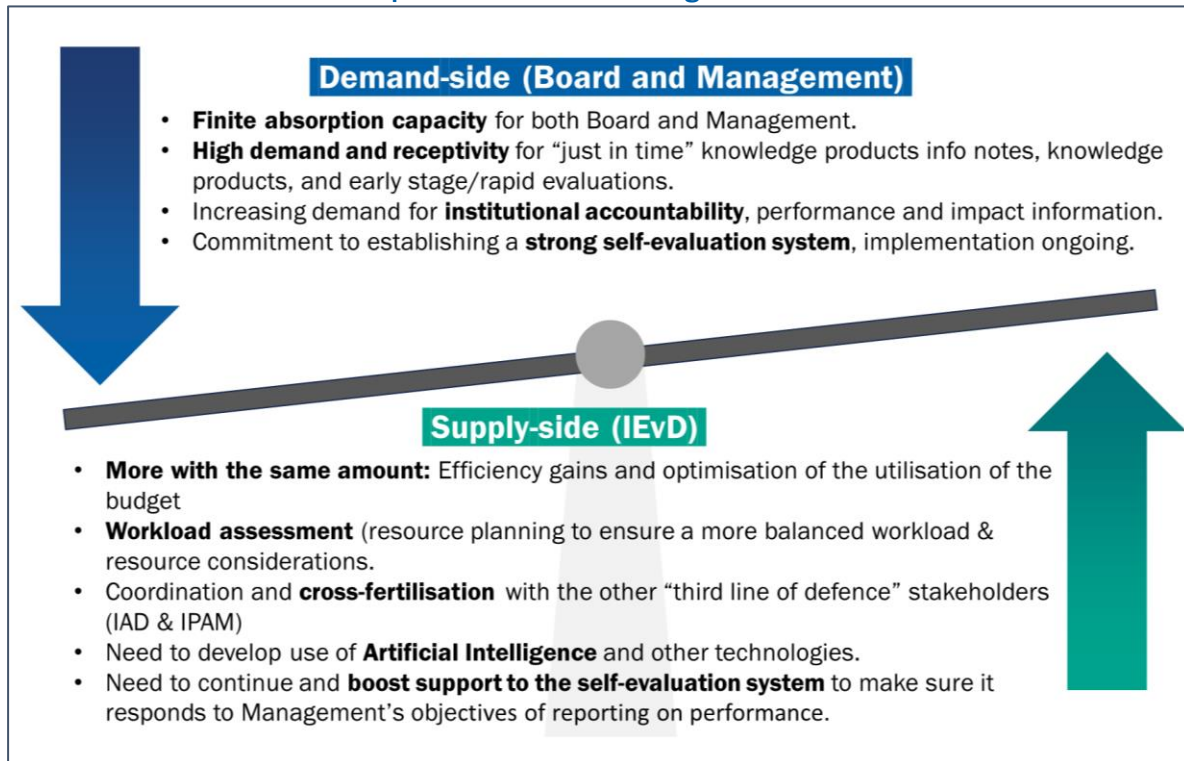 Demand-side (Board and Management)
• Finite absorption capacity for both Board and Management.
• High demand and receptivity for “just in time” knowledge products info notes, knowledge
products, and early stage/rapid evaluations.
• Increasing demand for institutional accountability, performance and impact information.
• Commitment to establishing a strong self-evaluation system, implementation ongoing.
Supply-side (IEvD)
• More with the same amount: Efficiency gains and optimisation of the utilisation of the
budget
• Workload assessment (resource planning to ensure a more balanced workload &
resource considerations.
• Coordination and cross-fertilisation with the other “third line of defence” stakeholders
(IAD & IPAM)
• Need to develop use of Artificial Intelligence and other technologies.
• Need to continue and boost support to the self-evaluation system to make sure it
responds to Management’s objectives of reporting on performance.